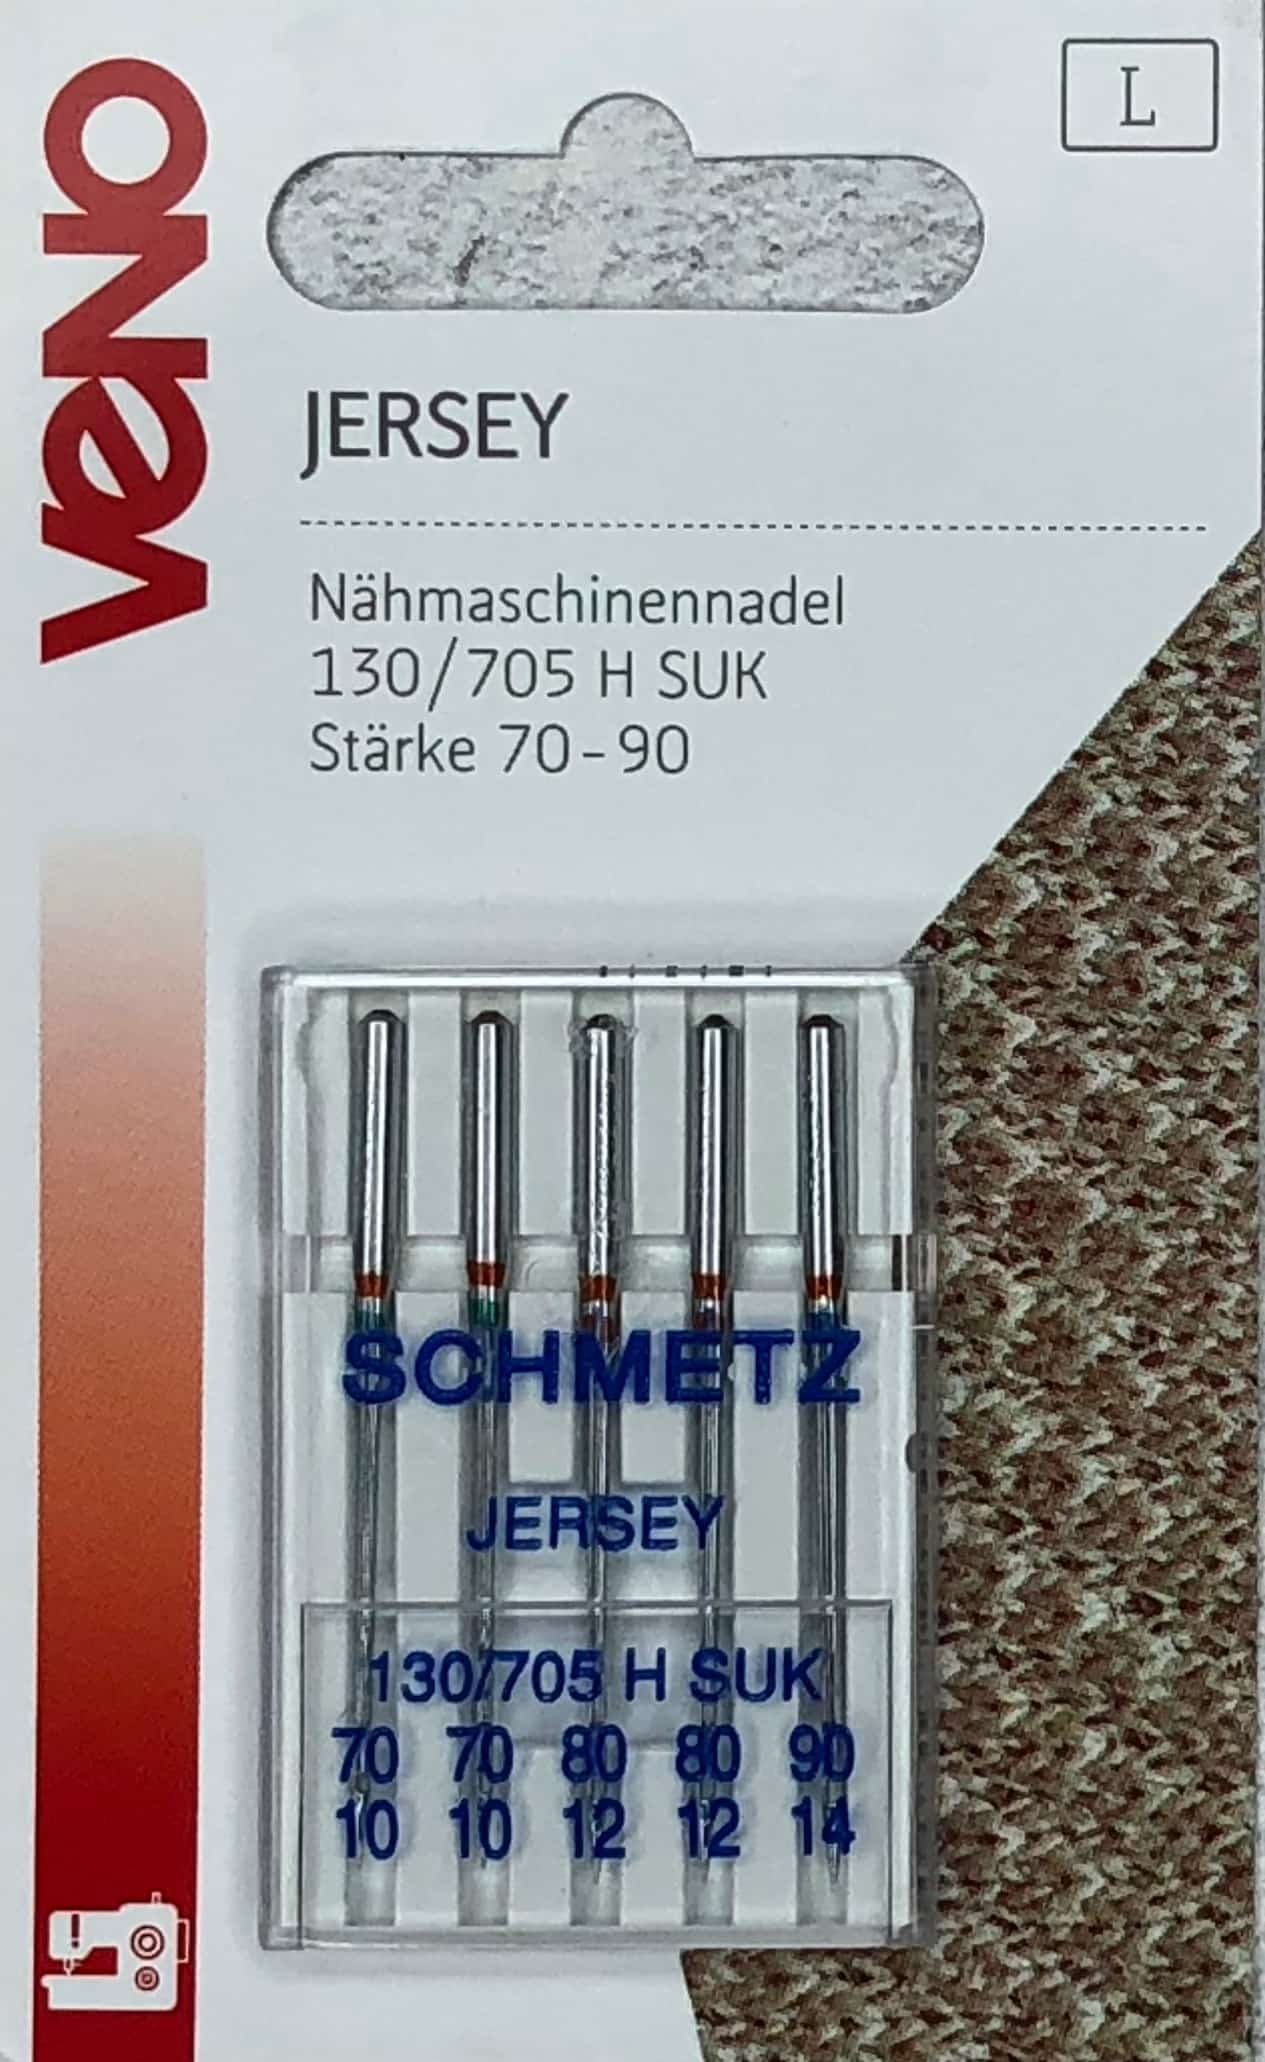 VENO
L
JERSEY
Nähmaschinennadel
130/705 H SUK
Stärke 70-90
SCHMETZ
JERSEY
130/705 H SUK
70 70 80 80 90
10 10 12 12 14